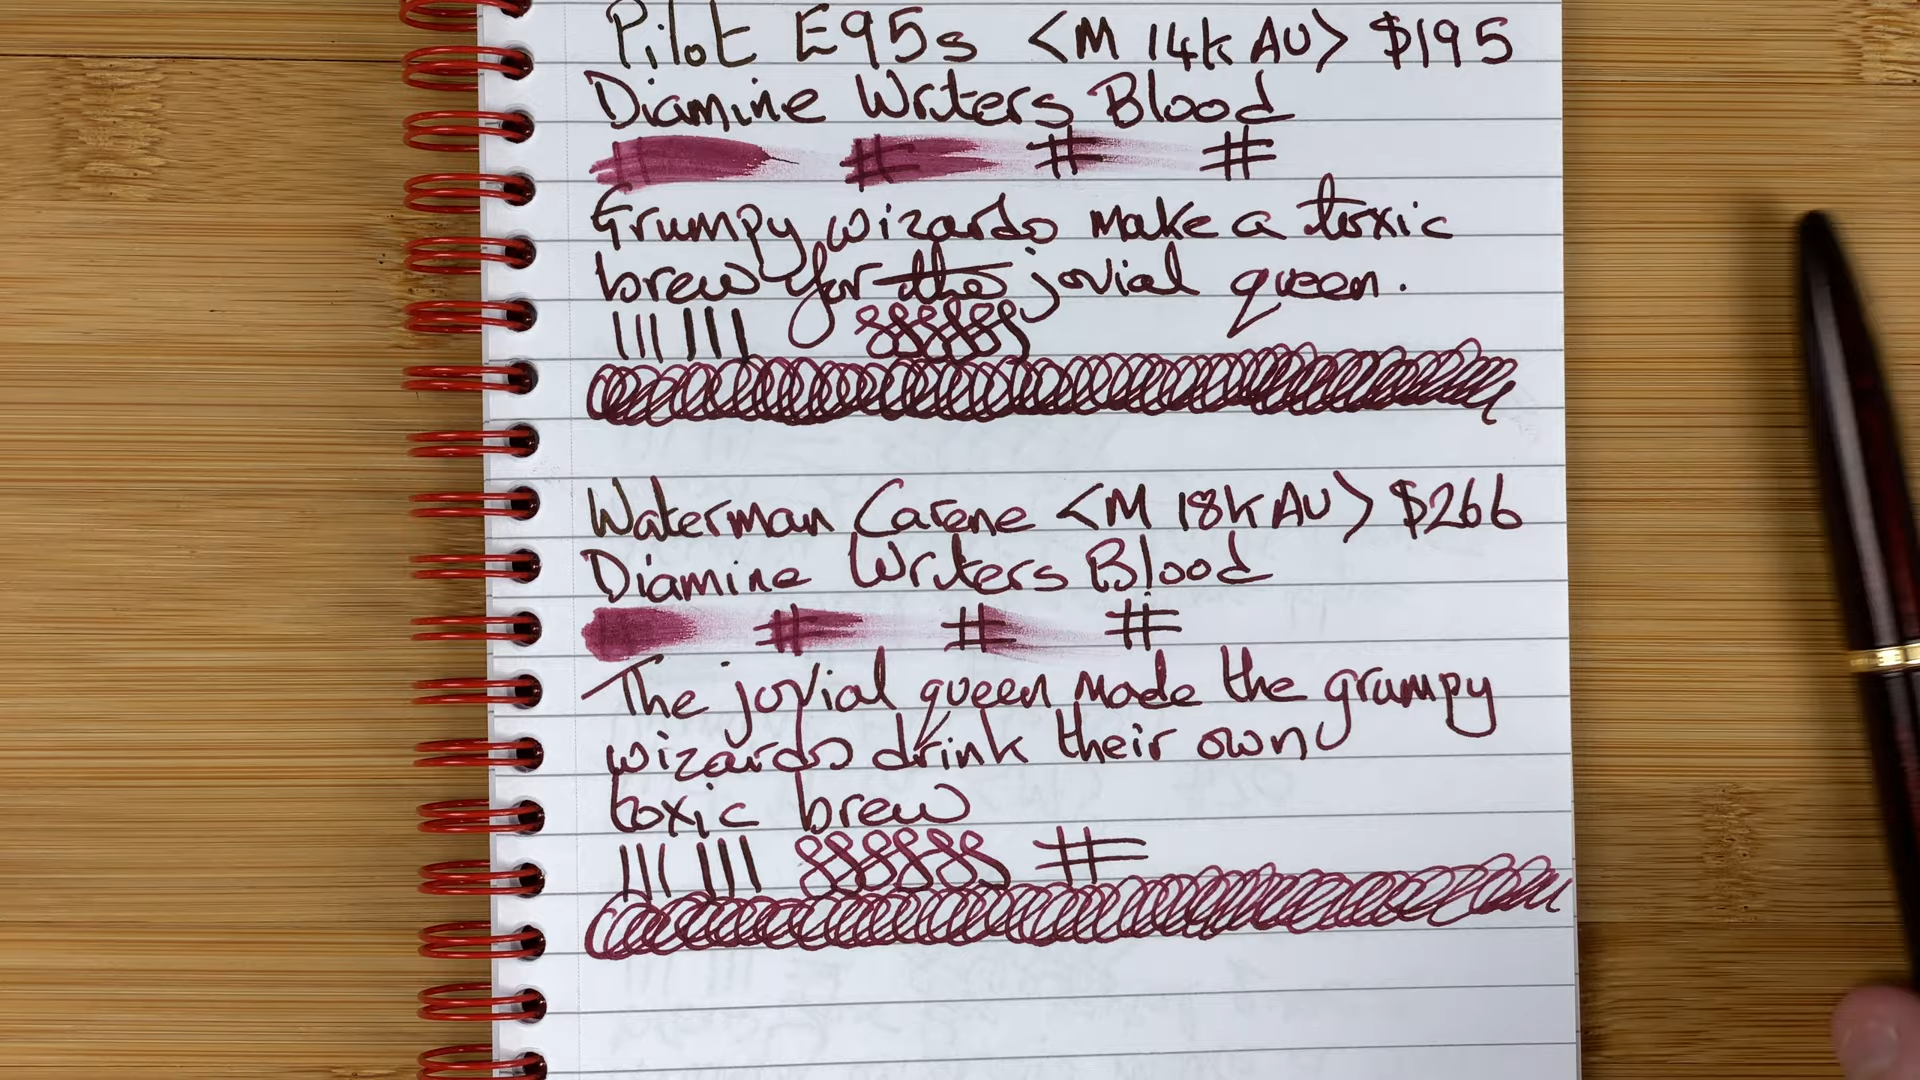 Pilot E95s <M 14k AU> $195
Diamine Writers Blood
# # # #
Grumpy wizards make a toxic
brew for the jovial queen.
Waterman Carene <M 18k AU> $266
Diamine Writers Blood
# # #
The jovial queen made the grumpy
wizards drink their own
toxic brew
#